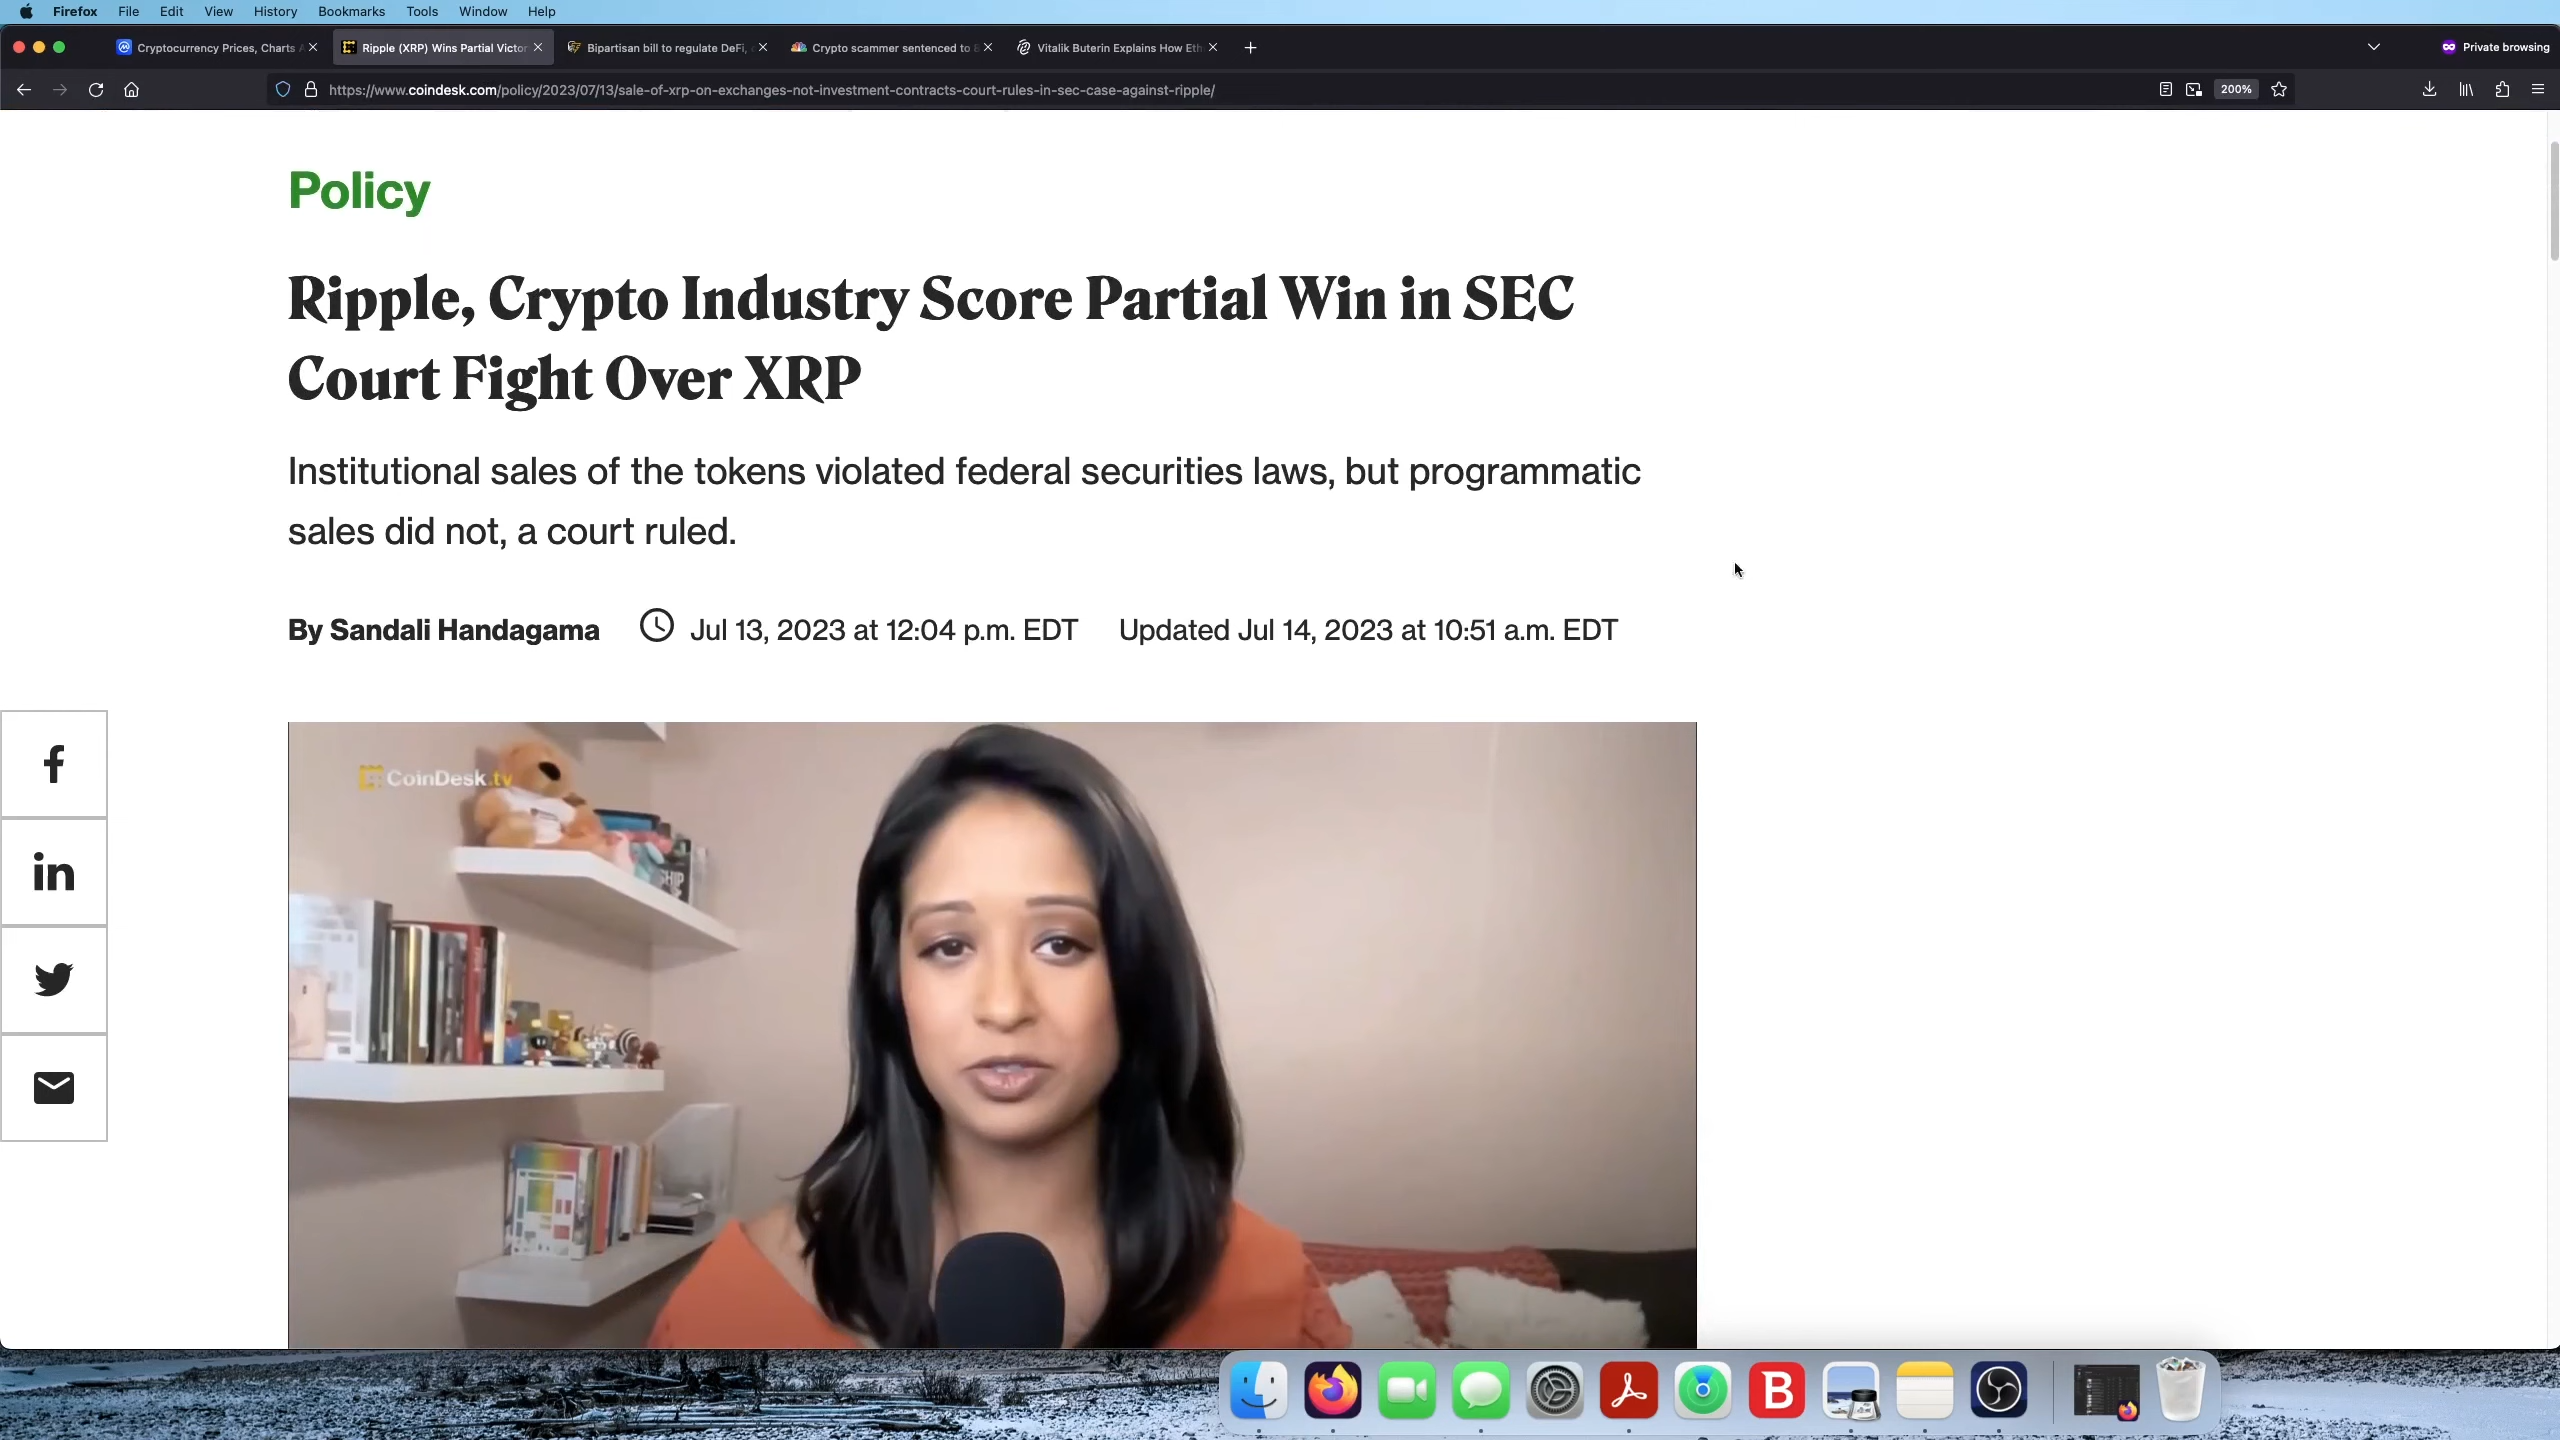 Firefox File Edit View History Bookmarks Tools Window Help
Cryptocurrency Prices, Charts Ripple (XRP) Wins Partial Victor Bipartisan bill to regulate DeFi, Crypto scammer sentenced to Vitalik Buterin Explains How Eth Private browsing
https://www.coindesk.com/policy/2023/07/13/sale-of-xrp-on-exchanges-not-investment-contracts-court-rules-in-sec-case-against-ripple/ 200%
Policy
Ripple, Crypto Industry Score Partial Win in SEC
Court Fight Over XRP
Institutional sales of the tokens violated federal securities laws, but programmatic
sales did not, a court ruled.
By Sandali Handagama Jul 13, 2023 at 12:04 p.m. EDT Updated Jul 14, 2023 at 10:51 a.m. EDT
CoinDesk.tv
SHIP
f
in
B